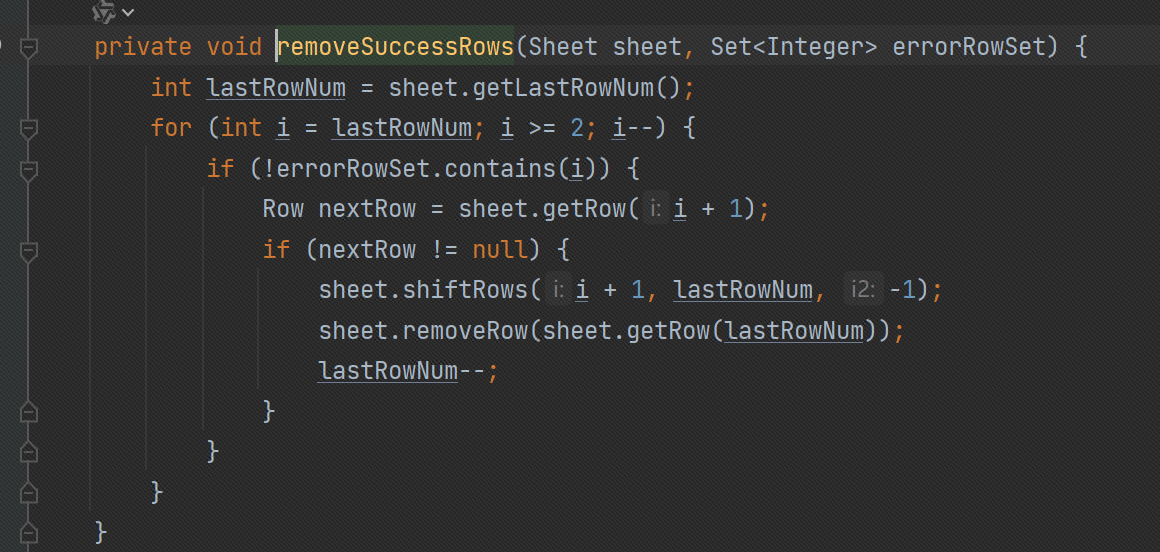 private void removeSuccessRows(Sheet sheet, Set<Integer> errorRowSet) {
int lastRowNum = sheet.getLastRowNum();
for (int i = lastRowNum; i >= 2; i--) {
if (!errorRowSet.contains(i)) {
Row nextRow = sheet.getRow( i: i + 1);
if (nextRow != null) {
sheet.shiftRows( i: i + 1, lastRowNum, i2: -1);
sheet.removeRow(sheet.getRow(lastRowNum));
lastRowNum--;
}
}
}
}